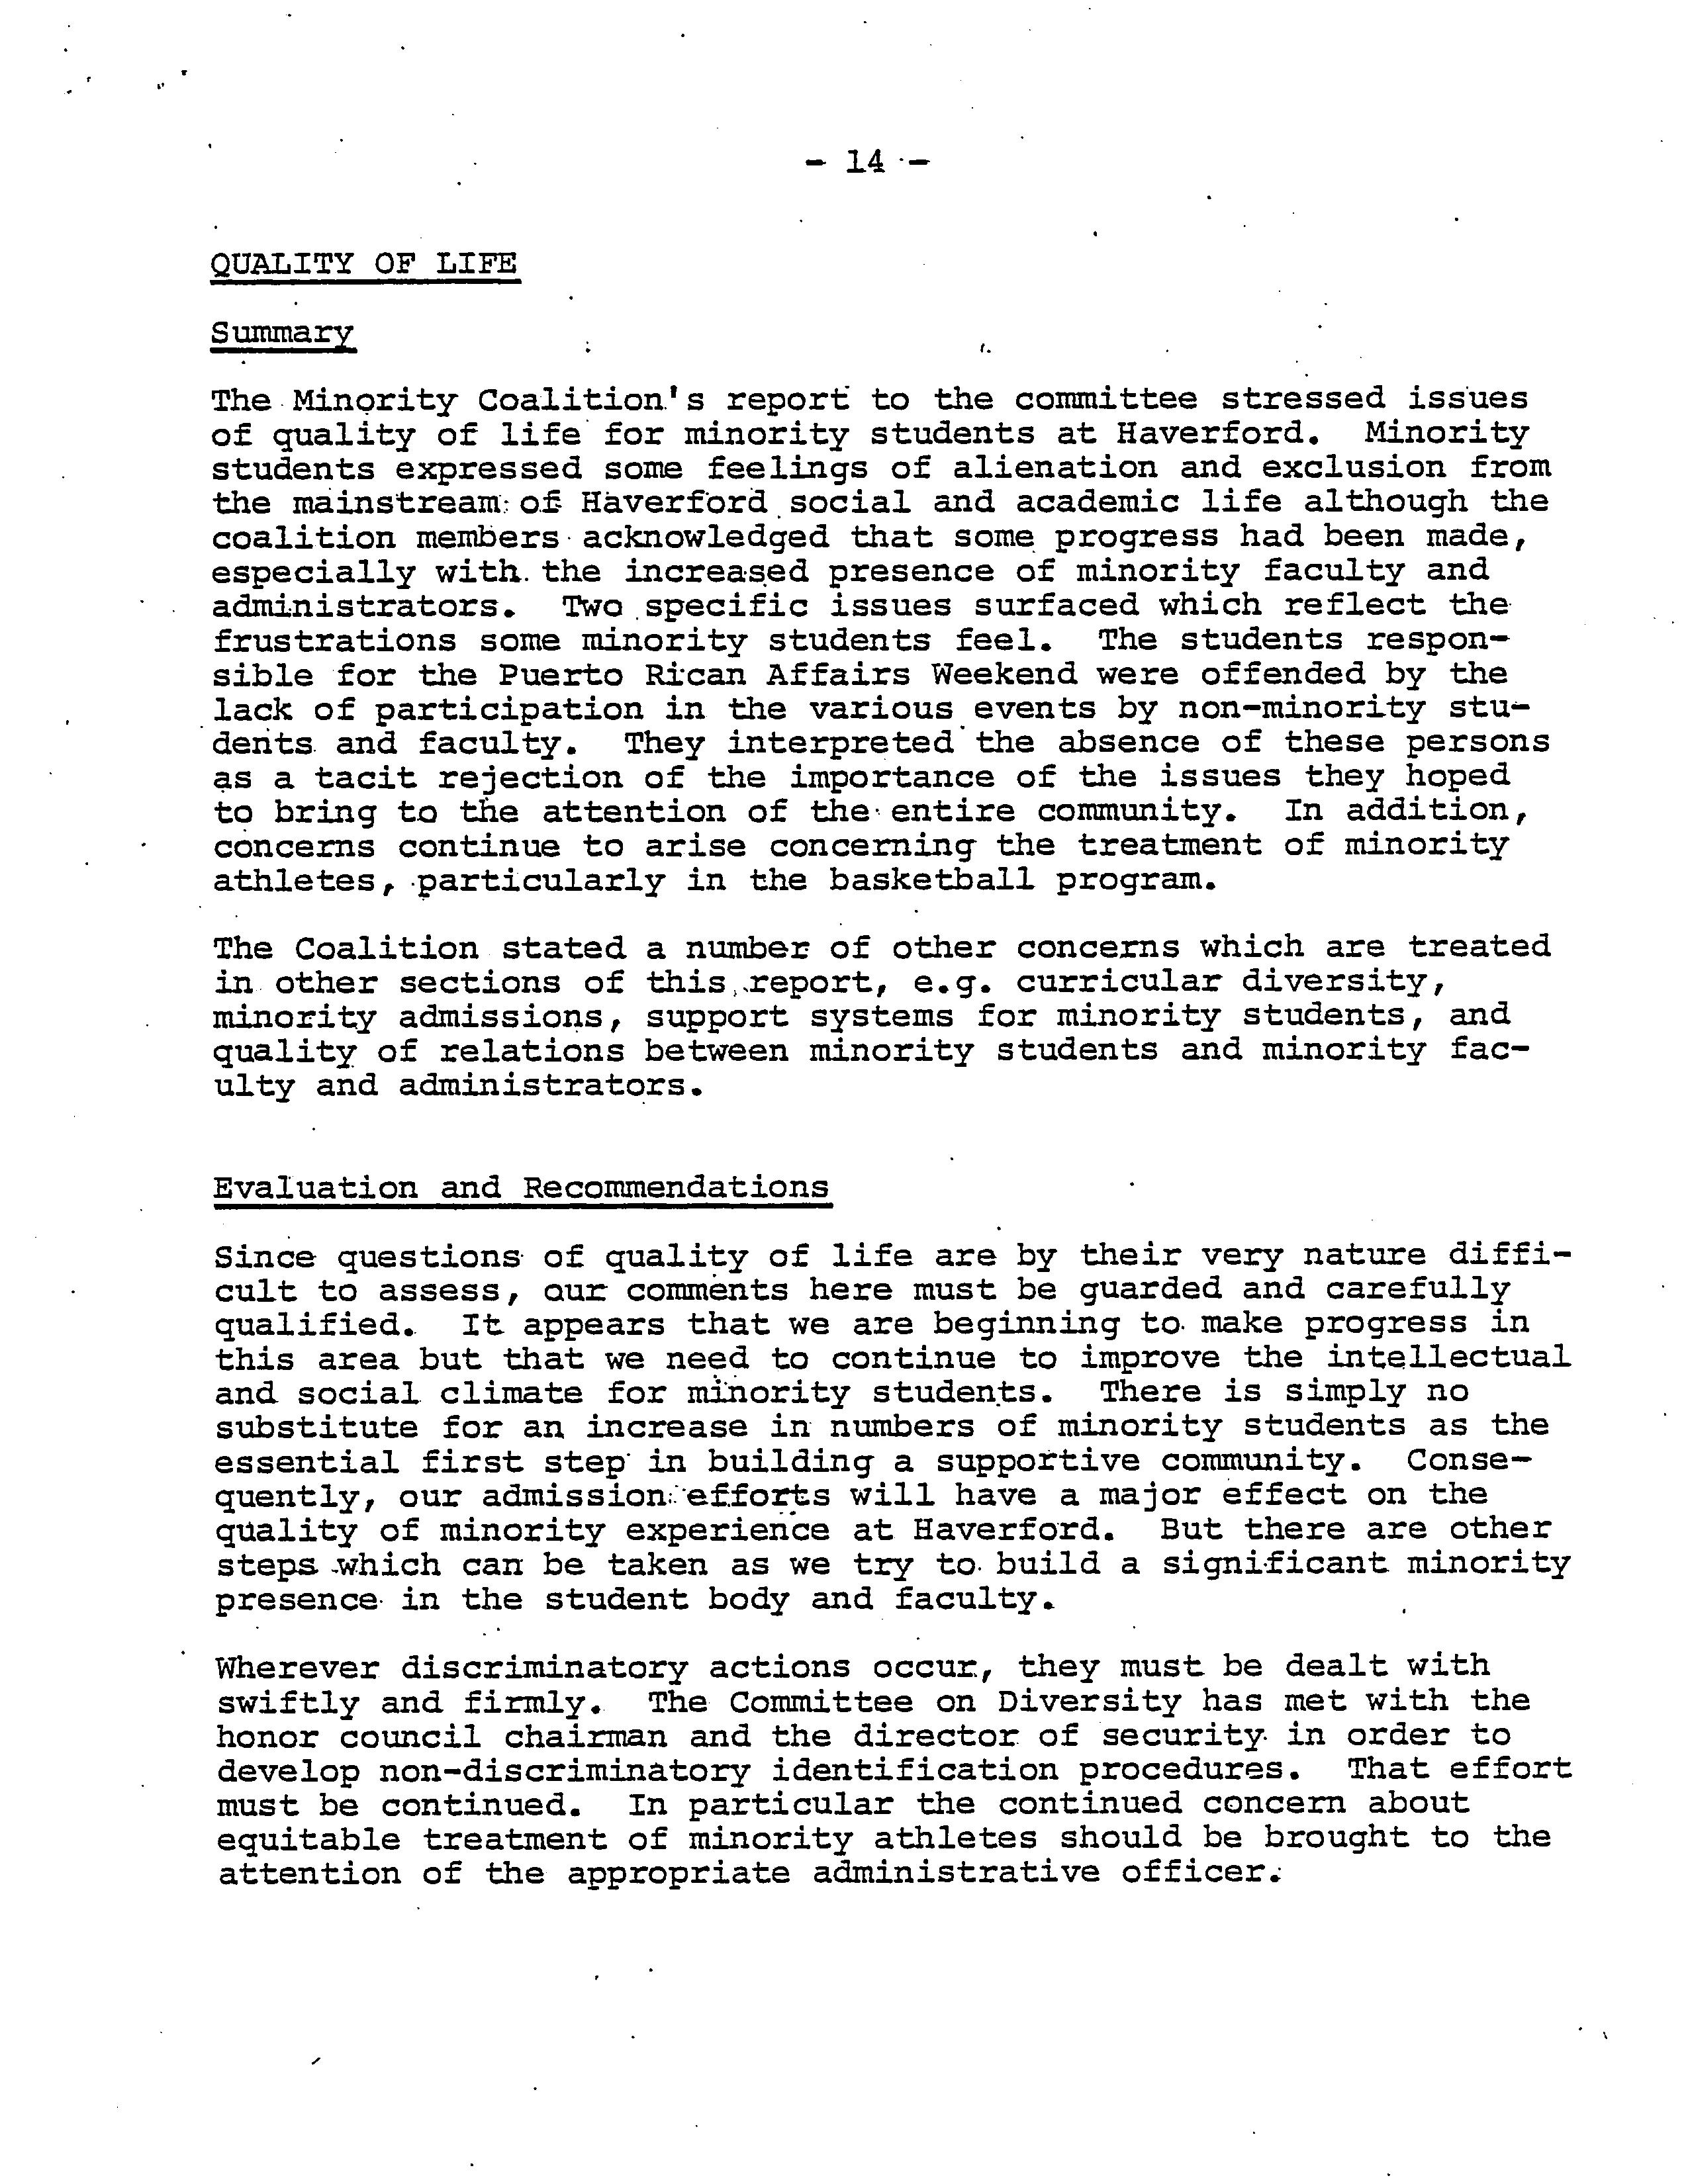 - 14 -
QUALITY OF LIFE
Summary
The Minority Coalition's report to the committee stressed issues
of quality of life for minority students at Haverford. Minority
students expressed some feelings of alienation and exclusion from
the mainstream of Haverford social and academic life although the
coalition members acknowledged that some progress had been made,
especially with the increased presence of minority faculty and
administrators. Two specific issues surfaced which reflect the
frustrations some minority students feel. The students respon-
sible for the Puerto Rican Affairs Weekend were offended by the
lack of participation in the various events by non-minority stu-
dents and faculty. They interpreted the absence of these persons
as a tacit rejection of the importance of the issues they hoped
to bring to the attention of the entire community. In addition,
concerns continue to arise concerning the treatment of minority
athletes, particularly in the basketball program.
The Coalition stated a number of other concerns which are treated
in other sections of this report, e.g. curricular diversity,
minority admissions, support systems for minority students, and
quality of relations between minority students and minority fac-
ulty and administrators.
Evaluation and Recommendations
Since questions of quality of life are by their very nature diffi-
cult to assess, our comments here must be guarded and carefully
qualified. It appears that we are beginning to make progress in
this area but that we need to continue to improve the intellectual
and social climate for minority students. There is simply no
substitute for an increase in numbers of minority students as the
essential first step in building a supportive community. Conse-
quently, our admission efforts will have a major effect on the
quality of minority experience at Haverford. But there are other
steps which can be taken as we try to build a significant minority
presence in the student body and faculty.
Wherever discriminatory actions occur, they must be dealt with
swiftly and firmly. The Committee on Diversity has met with the
honor council chairman and the director of security in order to
develop non-discriminatory identification procedures. That effort
must be continued. In particular the continued concern about
equitable treatment of minority athletes should be brought to the
attention of the appropriate administrative officer.